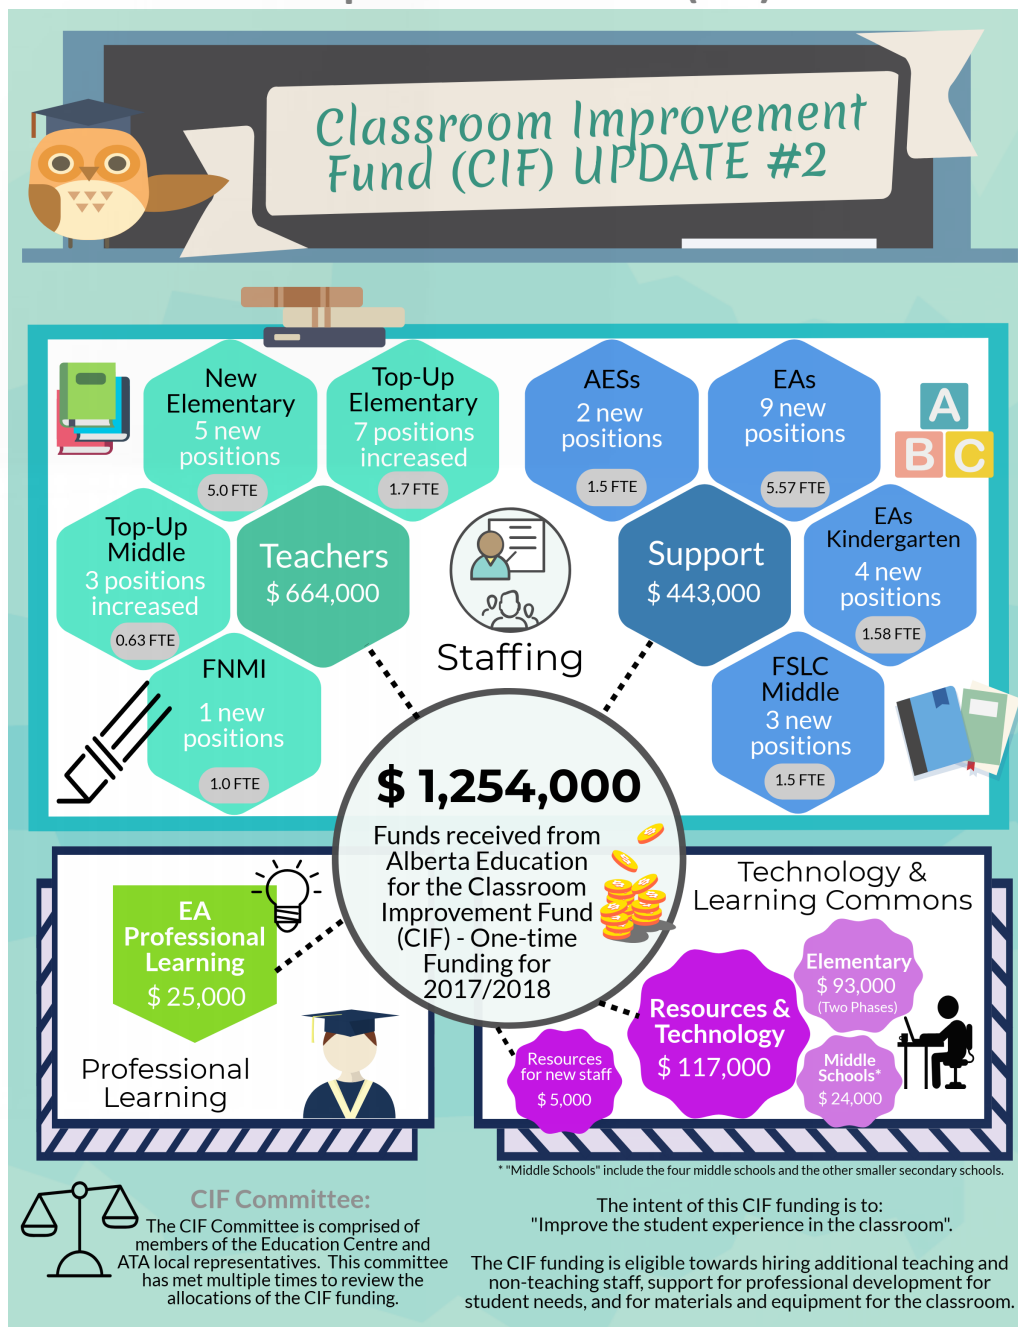 Classroom Improvement
Fund (CIF) UPDATE #2
New
Elementary
5 new
positions
5.0 FTE
Top-Up
Elementary
7 positions
increased
1.7 FTE
AESs
2 new
positions
1.5 FTE
EAs
9 new
positions
5.57 FTE
A
B C
Top-Up
Middle
3 positions
increased
0.63 FTE
Teachers
$ 664,000
Support
$ 443,000
EAs
Kindergarten
4 new
positions
1.58 FTE
Staffing
FNMI
1 new
positions
1.0 FTE
FSLC
Middle
3 new
positions
1.5 FTE
$ 1,254,000
Funds received from
Alberta Education
for the Classroom
Improvement Fund
(CIF) - One-time
Funding for
2017/2018
EA
Professional
Learning
$ 25,000
Professional
Learning
Technology &
Learning Commons
Resources &
Technology
$ 117,000
Elementary
$ 93,000
(Two Phases)
Middle
Schools*
$ 24,000
Resources
for new staff
$ 5,000
* "Middle Schools" include the four middle schools and the other smaller secondary schools.
CIF Committee:
The CIF Committee is comprised of
members of the Education Centre and
ATA local representatives. This committee
has met multiple times to review the
allocations of the CIF funding.
The intent of this CIF funding is to:
"Improve the student experience in the classroom".
The CIF funding is eligible towards hiring additional teaching and
non-teaching staff, support for professional development for
student needs, and for materials and equipment for the classroom.